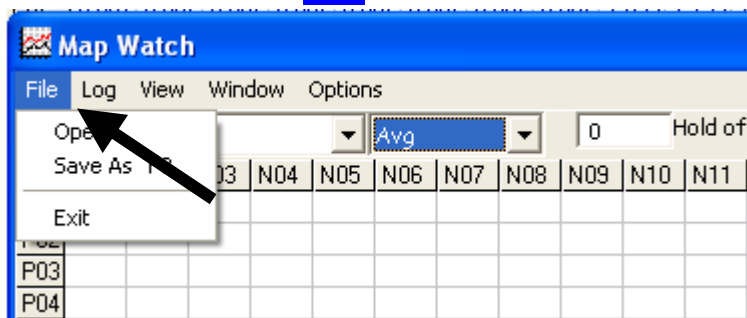 Map Watch
File Log View Window Options
Avg 0 Hold of
N04 N05 N06 N07 N08 N09 N10 N11
Save As
Exit
P03
P04